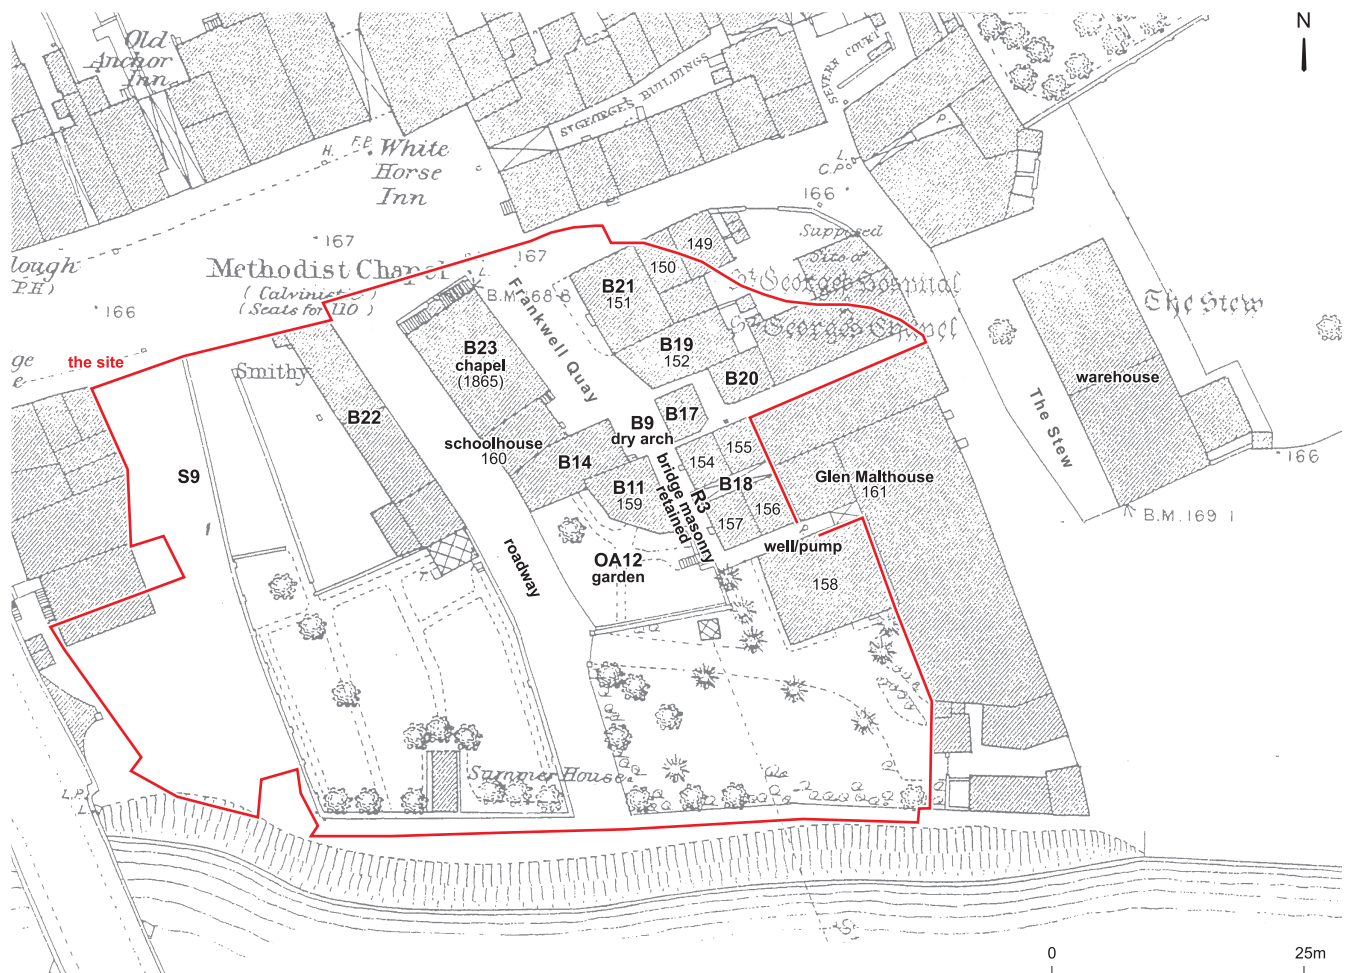 N
Old
Anchor
Inn
ST GEORGE'S BUILDINGS
SEVERN COURT
P.
H.
F.P.
White
Horse
Inn
L.
C.P.
166
167
167
Supposed
Site of
St George's Hospital
St George's Chapel
lough
(P.H.)
166
Methodist Chapel
( Calvinistic )
( Seats for 110 )
L.
B.M.168·8
Frankwell Quay
149
150
B21
151
The Stew
ge
e
the site
Smithy
B23
chapel
(1865)
B19
152
B20
warehouse
B22
B17
The Stew
B9
dry arch
schoolhouse
160
B14
154
155
166
S9
B11
159
bridge masonry
retained
R3
B18
157
156
Glen Malthouse
161
B.M.169·1
well/pump
roadway
OA12
garden
T.
158
Summer House
L.P.
L.
0
25m